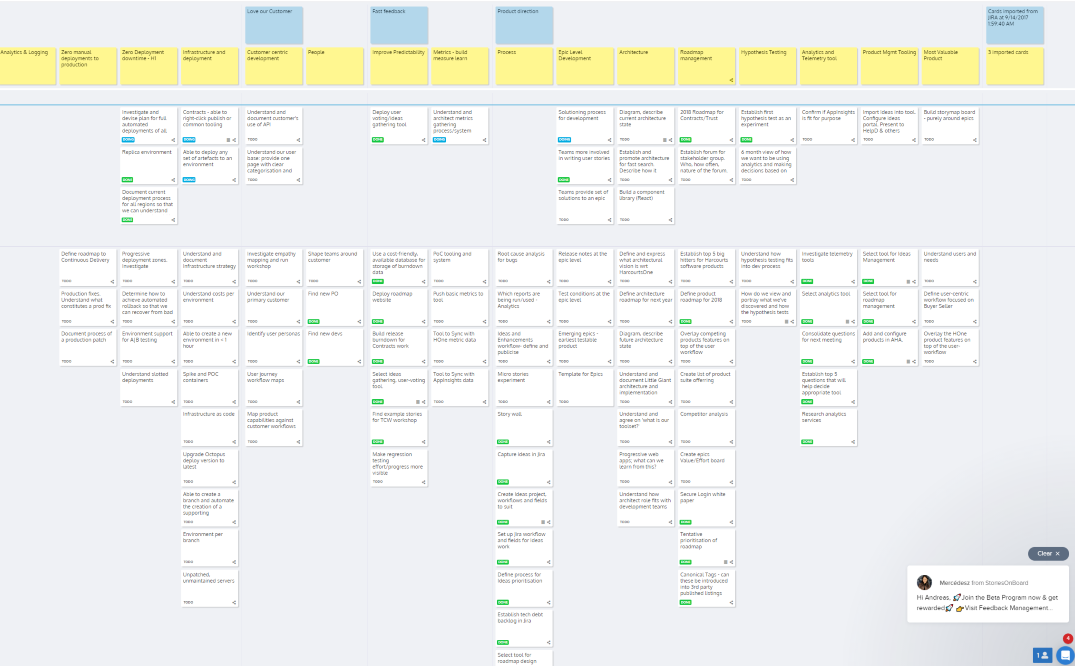 Love our Customer
Fast feedback
Product direction
Cards imported from
JIRA at 9/14/2017
1:59:40 AM
Analytics & Logging
Zero manual
deployments to
production
Zero Deployment
downtime - H1
Infrastructure and
deployment
Customer centric
development
People
Improve Predictability
Metrics - build
measure learn
Process
Epic Level
Development
Architecture
Roadmap
management
Hypothesis Testing
Analytics and
Telemetry tool
Product Mgmt Tooling
Most Valuable
Product
3 imported cards
Investigate and
devise plan for full
automated
deployments of all
DOING
Contracts - able to
right-click publish or
common tooling
DOING
Understand and
document customer's
use of API
TODO
Deploy user
voting/ideas
gathering tool
DONE
Understand and
architect metrics
gathering
process/system
DOING
Solutioning process
for development
DOING
Diagram, describe
current architecture
state
TODO
2018 Roadmap for
Contracts/Trust
DONE
Establish first
hypothesis test as an
experiment
DONE
Confirm if AppInsights
is fit for purpose
TODO
Import ideas into tool.
Configure ideas
portal. Present to
HelpD & others
TODO
Build storymap board
- purely around epics
TODO
Replica environment
DONE
Able to deploy any
set of artefacts to an
environment
DOING
Understand our user
base: provide one
page with clear
categorisation and
TODO
Teams more involved
in writing user stories
DONE
Establish and
promote architecture
for fast search.
Describe how it
TODO
Establish forum for
stakeholder group.
Who, how often,
nature of the forum.
TODO
A month view of how
we want to be using
analytics and making
decisions based on
TODO
Document current
deployment process
for all regions so that
we can understand
DONE
Teams provide set of
solutions to an epic
TODO
Build a component
library (React)
TODO
Define roadmap to
Continuous Delivery
TODO
Progressive
deployment zones,
investigate
TODO
Understand and
document
infrastructure strategy
TODO
Investigate empathy
mapping and run
workshop
TODO
Shape teams around
customer
TODO
Use a cost-friendly,
available database for
storage of burndown
data
DONE
PoC tooling and
system
TODO
Root cause analysis
for bugs
TODO
Release notes at the
epic level
TODO
Define and express
what architectural
vision is wrt
HarcourtsOne
DONE
Establish top 5 big
hitters for Harcourts
software products
DONE
Understand how
hypothesis testing fits
into dev process
TODO
Investigate telemetry
tools
DONE
Select tool for Ideas
Management
DONE
Understand users and
needs
TODO
Production fixes.
Understand what
constitutes a prod fix
TODO
Determine how to
achieve automated
rollback so that we
can recover from bad
TODO
Understand costs per
environment
TODO
Understand our
primary customer
TODO
Find new PO
DONE
Deploy roadmap
website
DONE
Push basic metrics to
tools
TODO
Which reports are
being run/used -
Analytics
TODO
Test conditions at the
epic level
TODO
Define architecture
roadmap for next year
TODO
Define product
roadmap for 2018
DONE
How do we view and
portray what we've
discovered and how
the hypothesis tests
TODO
Select analytics tool
DONE
Select tool for
roadmap
management
DONE
Define user-centric
workflow focused on
Buyer Seller
TODO
Document process of
a production patch
TODO
Environment support
for A/B testing
TODO
Able to create a new
environment in < 1
hour
TODO
Identify user personas
TODO
Find new devs
DONE
Build release
burndown for
Contracts work
DONE
Tool to Sync with
HOne metric data
TODO
Ideas and
Enhancements
workflow- define and
publicise
TODO
Emerging epics -
earliest testable
product
TODO
Diagram, describe
future architecture
state
TODO
Overlay competing
products features on
top of the user
workflow
TODO
Consolidate questions
for next meeting
DONE
Add and configure
products in AHA.
DONE
Overlay the HOne
product features on
top of the user-
workflow
TODO
Understand slotted
deployments
TODO
Spike and POC
containers
TODO
User journey
workflow maps
TODO
Select ideas
gathering, user-voting
tool.
DONE
Tool to Sync with
AppInsights data
TODO
Micro stories
experiment
TODO
Template for Epics
TODO
Understand and
document Little Giant
architecture and
implementation
TODO
Create list of product
suite offering
TODO
Establish top 5
questions that will
help decide
appropriate tool
DONE
Infrastructure as code
TODO
Map product
capabilities against
customer workflows
TODO
Find example stories
for TCW workshop
DONE
Story wall
DONE
Understand and
agree on 'what is our
toolset?'
TODO
Competitor analysis
TODO
Research analytics
services
DONE
Upgrade Octopus
deploy version to
latest
TODO
Make regression
testing
effort/progress more
visible
TODO
Capture ideas in Jira
DONE
Progressive web
apps; what can we
learn from this?
TODO
Create epics
Value/Effort board
TODO
Able to create a
branch and automate
the creation of a
supporting
TODO
Create ideas project,
workflows and fields
to suit
DONE
Understand how
architect role fits with
development teams
TODO
Secure Login white
paper
DONE
Environment per
branch
TODO
Set up Jira workflow
and fields for Ideas
work
DONE
Tentative
prioritisation of
roadmap
DONE
Unpatched,
unmaintained servers
TODO
Define process for
Ideas prioritisation
DONE
Canonical Tags - can
these be introduced
into 3rd party
published listings
DONE
Establish tech debt
backlog in Jira
DONE
Select tool for
roadmap design
Clear ×
Mercédesz from StoriesOnBoard
Hi Andreas, 🚀Join the Beta Program now & get
rewarded🚀 👉Visit Feedback Management...
4
1